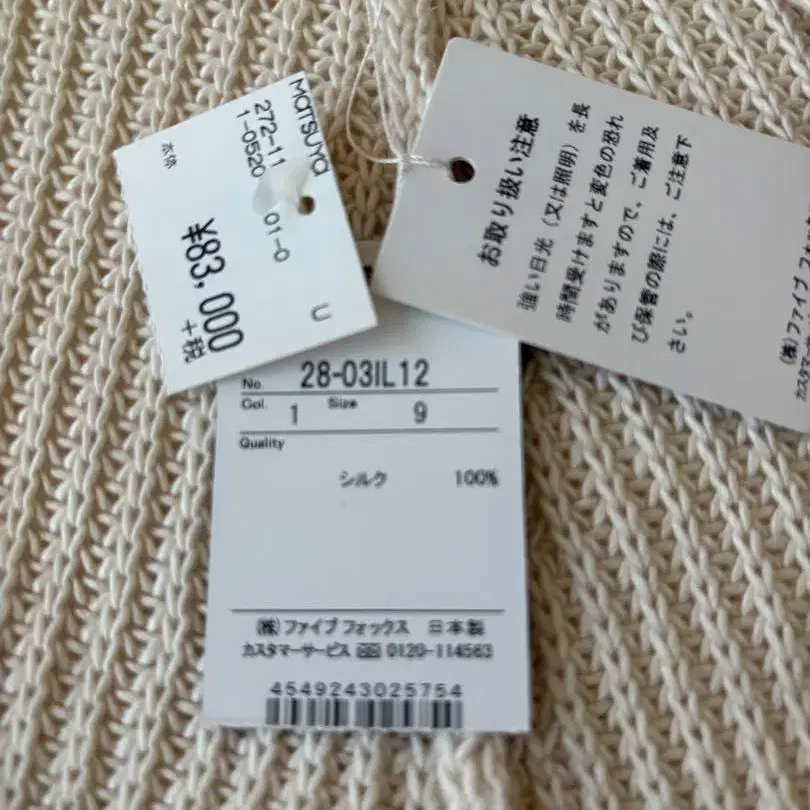 MATSUYA
272-11
1-0520
01-0
U
本体
¥83,000
+税
お取り扱い注意
強い日光（又は照明）を長
時間受けますと変色の恐れ
がありますので、ご着用及
び保管の際には、ご注意下
さい。
(株)ファイブフォ
カスタマー
No. 28-03IL12
Col. 1 Size 9
Quality
シルク 100%
(株)ファイブフォックス 日本製
カスタマーサービス 0120-114563
4549243025754